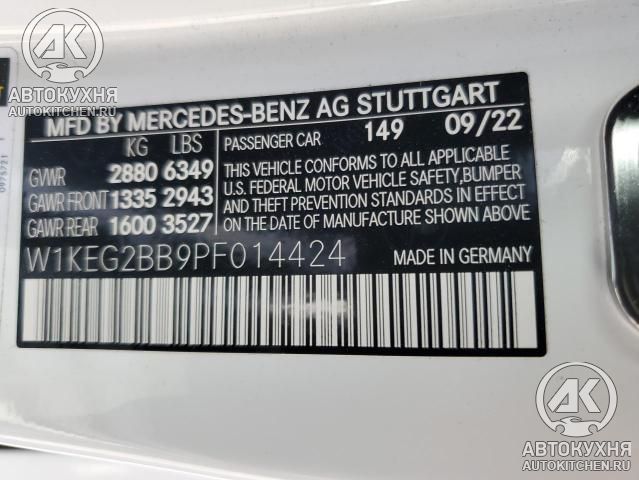 АК
АВТОКУХНЯ
AUTOKITCHEN.RU
MFD BY MERCEDES-BENZ AG STUTTGART
KG LBS
GVWR 2880 6349
GAWR FRONT 1335 2943
GAWR REAR 1600 3527
PASSENGER CAR 149 09/22
THIS VEHICLE CONFORMS TO ALL APPLICABLE
U.S. FEDERAL MOTOR VEHICLE SAFETY,BUMPER
AND THEFT PREVENTION STANDARDS IN EFFECT
ON THE DATE OF MANUFACTURE SHOWN ABOVE.
W1KEG2BB9PF014424 MADE IN GERMANY
АК
АВТОКУХНЯ
AUTOKITCHEN.RU